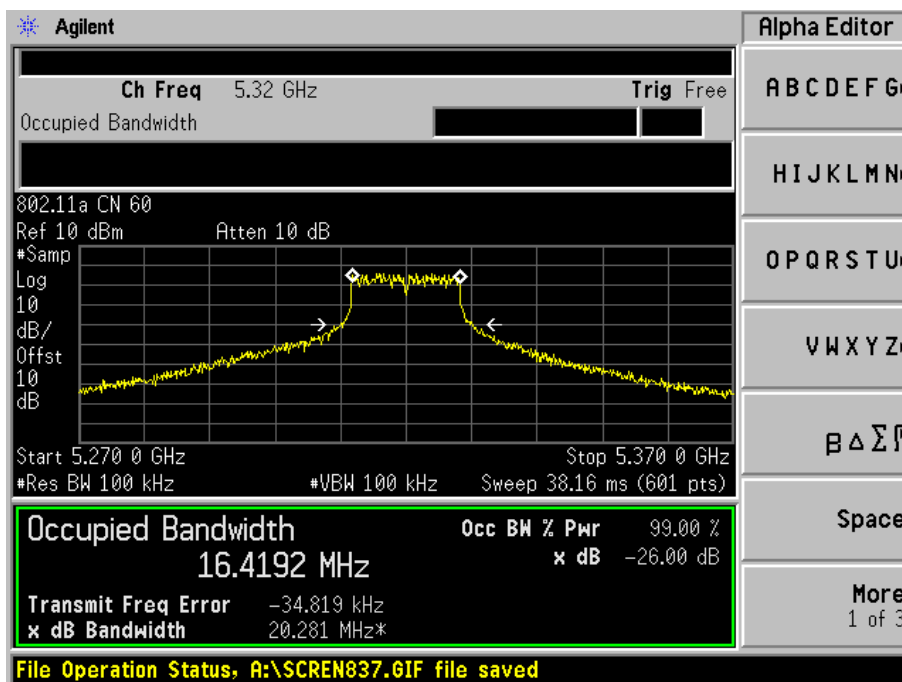 Agilent
Alpha Editor
Ch Freq 5.32 GHz Trig Free
Occupied Bandwidth
A B C D E F G
H I J K L M N
O P Q R S T U
V W X Y Z
802.11a CN 60
Ref 10 dBm Atten 10 dB
#Samp
Log
10
dB/
Offst
10
dB
Start 5.270 0 GHz Stop 5.370 0 GHz
#Res BW 100 kHz #VBW 100 kHz Sweep 38.16 ms (601 pts)
Δ Σ
Space
More
1 of 3
Occupied Bandwidth Occ BW % Pwr 99.00 %
16.4192 MHz x dB -26.00 dB
Transmit Freq Error -34.819 kHz
x dB Bandwidth 20.281 MHz*
File Operation Status, A:\SCREN837.GIF file saved